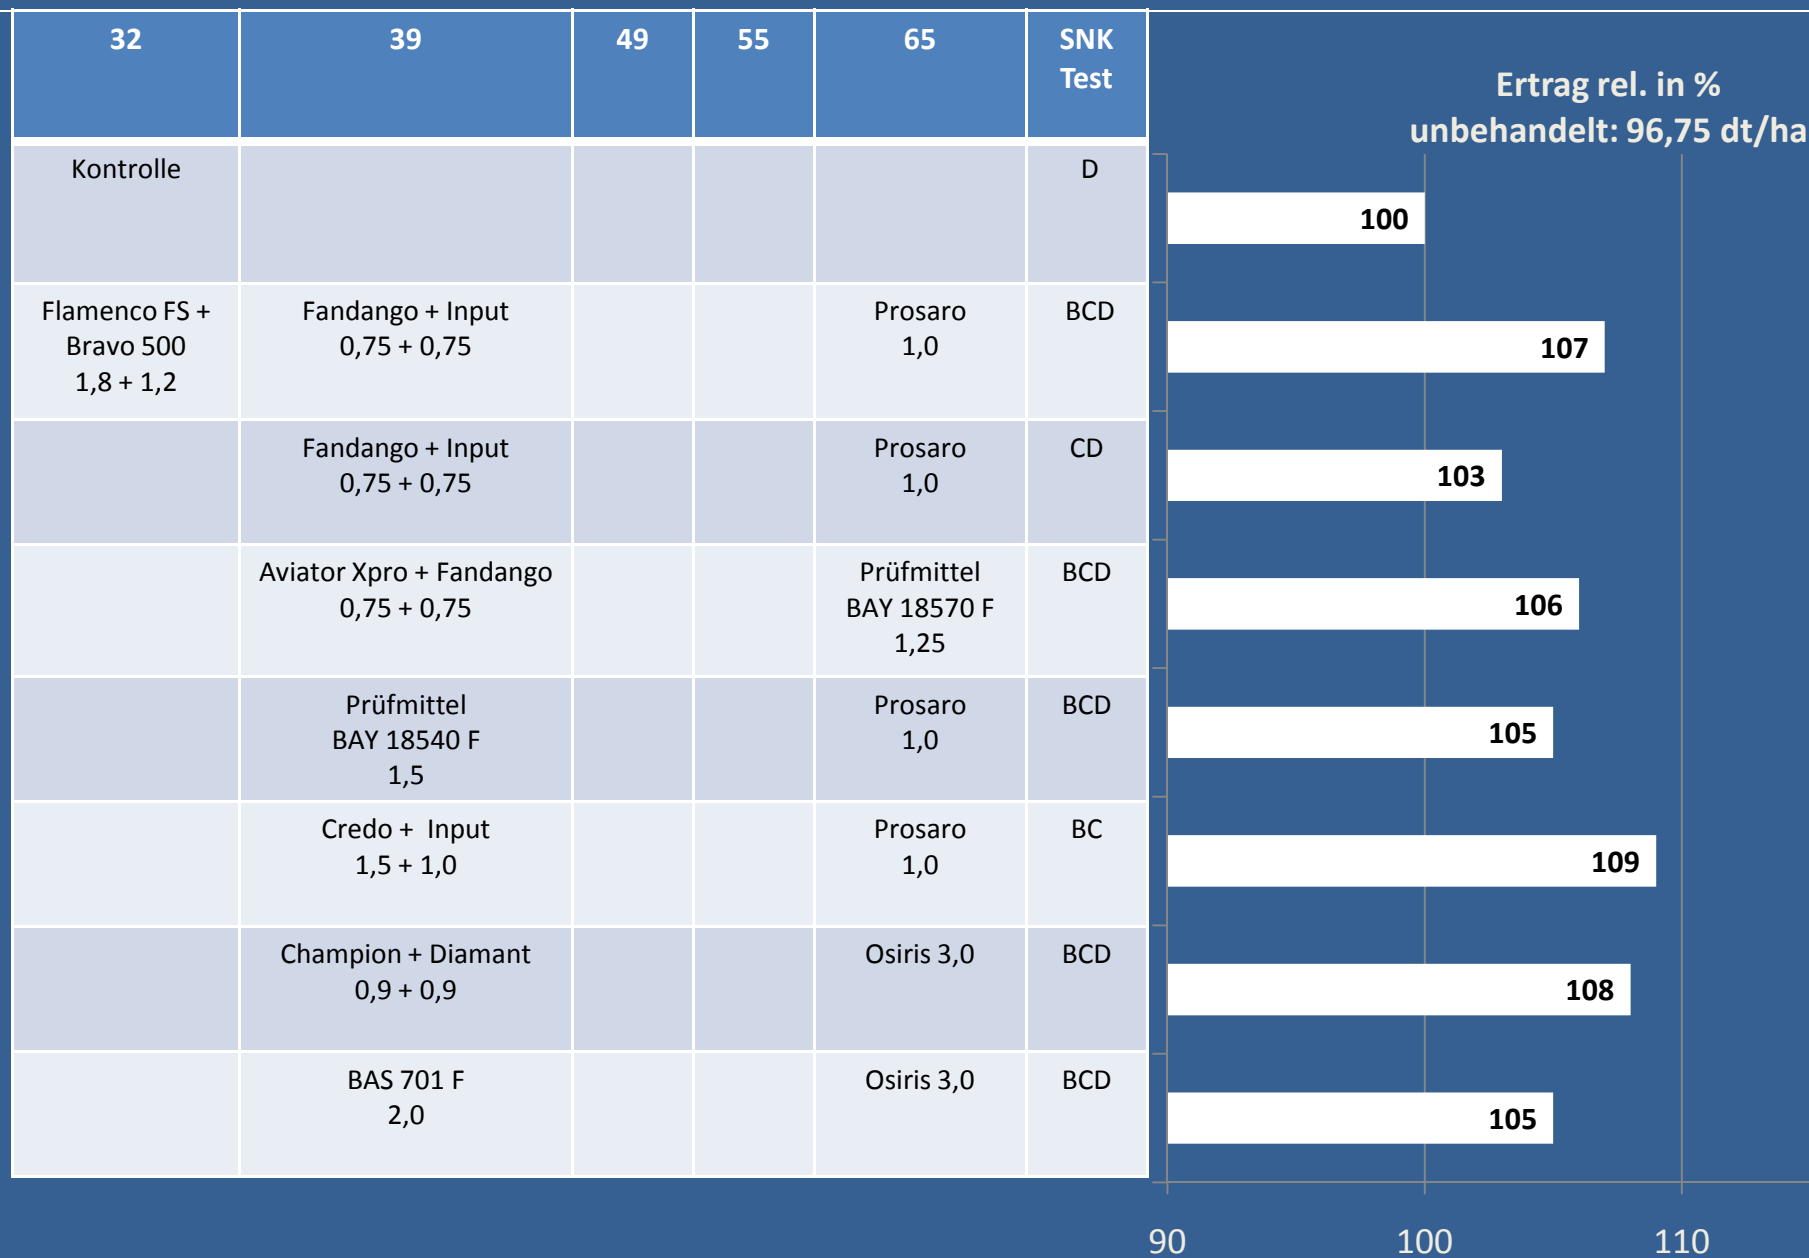 32 39 49 55 65 SNK
Test
Ertrag rel. in %
unbehandelt: 96,75 dt/ha
Kontrolle D
100
Flamenco FS + Fandango + Input Prosaro BCD
Bravo 500 0,75 + 0,75 1,0
1,8 + 1,2
107
Fandango + Input Prosaro CD
0,75 + 0,75 1,0
103
Aviator Xpro + Fandango Prüfmittel BCD
0,75 + 0,75 BAY 18570 F
1,25
106
Prüfmittel Prosaro BCD
BAY 18540 F 1,0
1,5
105
Credo + Input Prosaro BC
1,5 + 1,0 1,0
109
Champion + Diamant Osiris 3,0 BCD
0,9 + 0,9
108
BAS 701 F Osiris 3,0 BCD
2,0
105
90 100 110